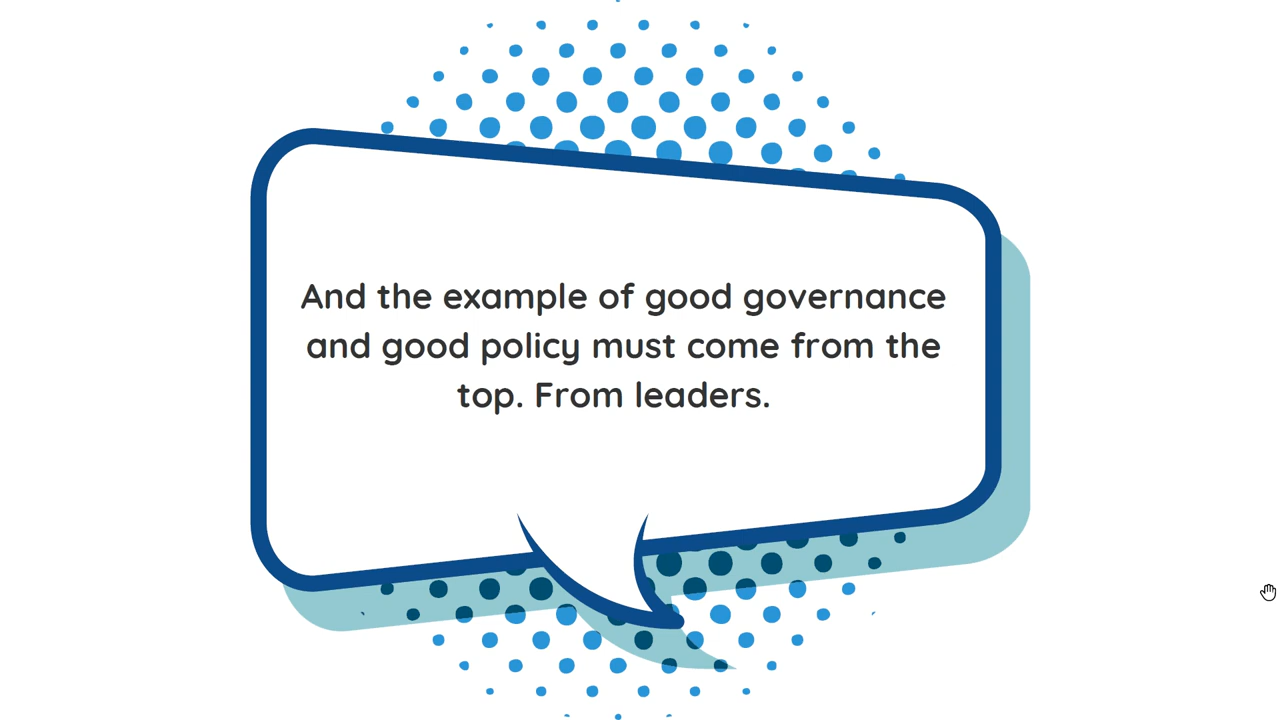 And the example of good governance
and good policy must come from the
top. From leaders.